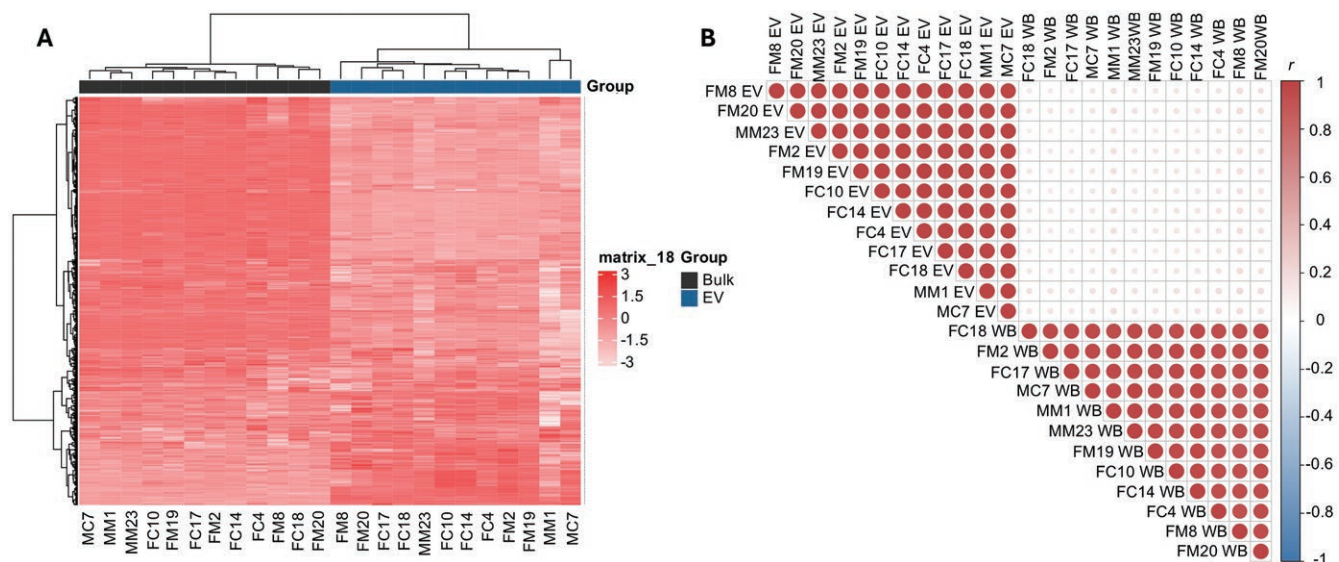 A
Group
matrix_18 Group
3
1.5
0
-1.5
-3
Bulk
EV
MC7 MM1 MM23 FC10 FM19 FC17 FM2 FC14 FC4 FM8 FC18 FM20 FM8 FM20 FC17 FC18 MM23 FC10 FC14 FC4 FM2 FM19 MM1 MC7
B
FM8 EV FM20 EV MM23 EV FM2 EV FM19 EV FC10 EV FC14 EV FC4 EV FC17 EV FC18 EV MM1 EV MC7 EV FC18 WB FM2 WB FC17 WB MC7 WB MM1 WB MM23WB FM19 WB FC10 WB FC14 WB FC4 WB FM8 WB FM20WB
FM8 EV
FM20 EV
MM23 EV
FM2 EV
FM19 EV
FC10 EV
FC14 EV
FC4 EV
FC17 EV
FC18 EV
MM1 EV
MC7 EV
FC18 WB
FM2 WB
FC17 WB
MC7 WB
MM1 WB
MM23 WB
FM19 WB
FC10 WB
FC14 WB
FC4 WB
FM8 WB
FM20 WB
r
1
0.8
0.6
0.4
0.2
0
-0.2
-0.4
-0.6
-0.8
-1